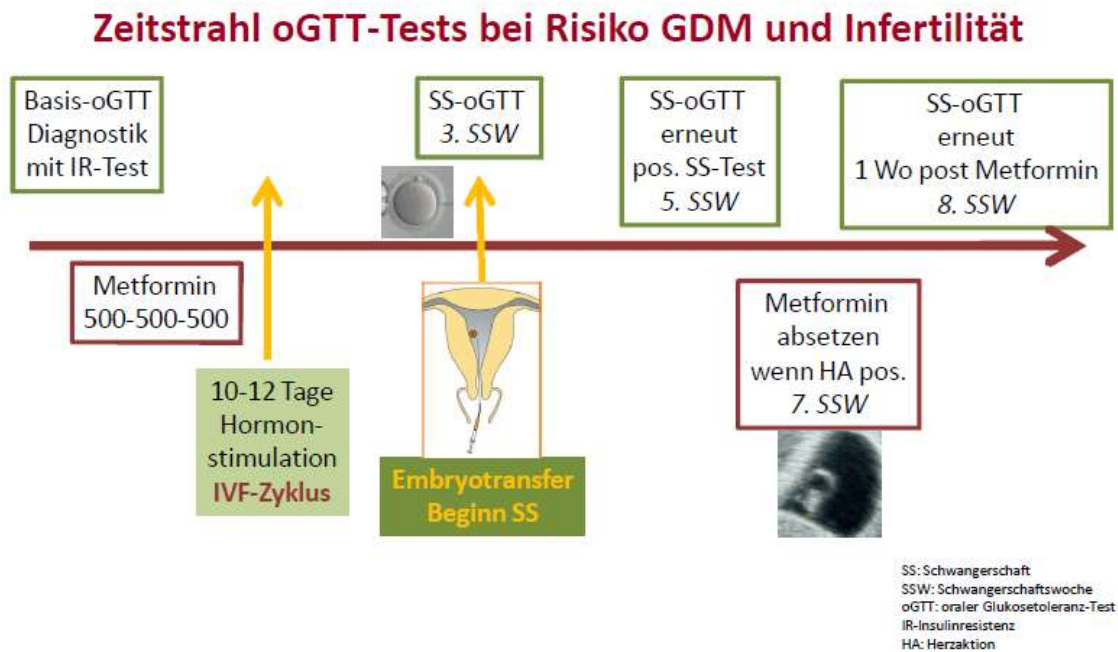 Zeitstrahl oGTT-Tests bei Risiko GDM und Infertilität
Basis-oGTT
Diagnostik
mit IR-Test
SS-oGTT
3. SSW
SS-oGTT
erneut
pos. SS-Test
5. SSW
SS-oGTT
erneut
1 Wo post Metformin
8. SSW
Metformin
500-500-500
10-12 Tage
Hormon-
stimulation
IVF-Zyklus
Embryotransfer
Beginn SS
Metformin
absetzen
wenn HA pos.
7. SSW
SS: Schwangerschaft
SSW: Schwangerschaftswoche
oGTT: oraler Glukosetoleranz-Test
IR-Insulinresistenz
HA: Herzaktion